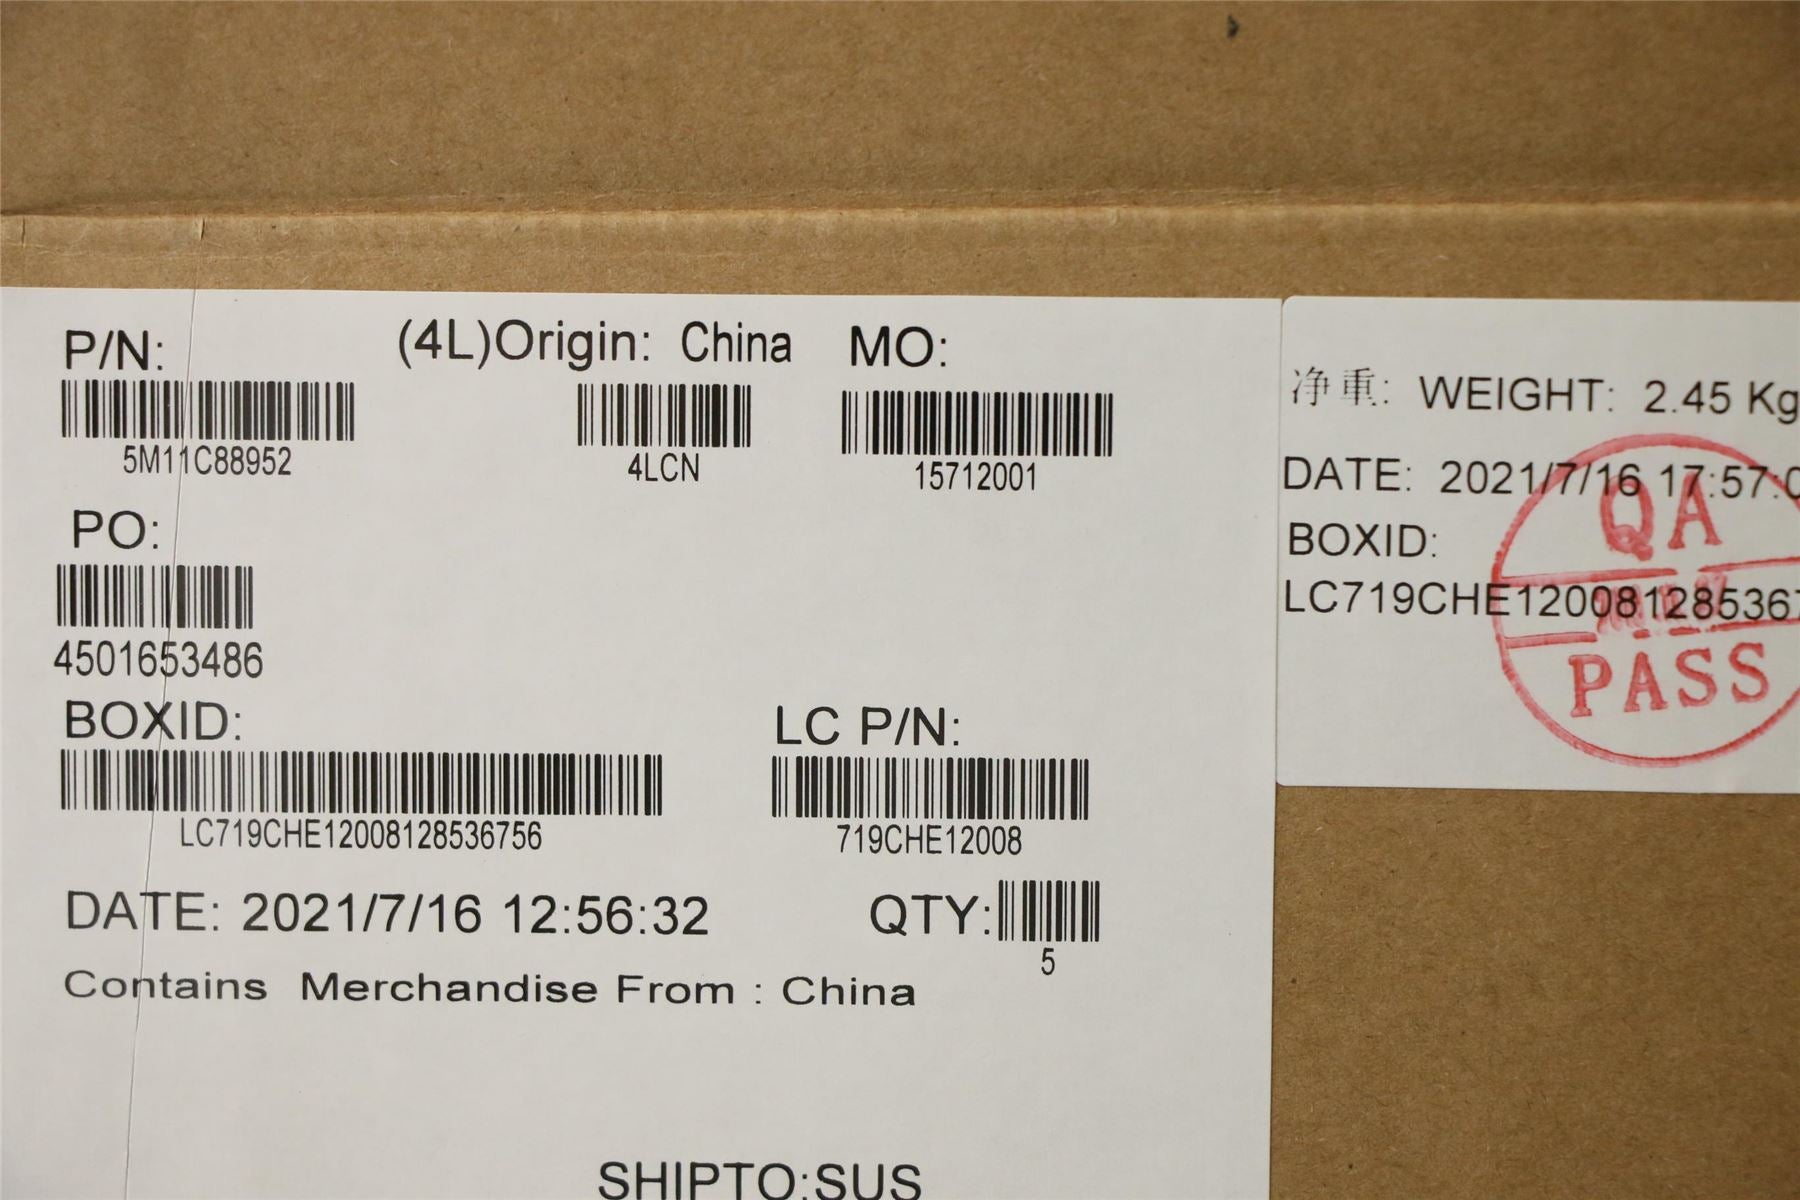 P/N: (4L)Origin: China MO:
5M11C88952 4LCN 15712001
PO:
4501653486
BOXID: LC P/N:
LC719CHE12008128536756 719CHE12008
DATE: 2021/7/16 12:56:32 QTY:
5
Contains Merchandise From : China
SHIPTO:SUS
净重: WEIGHT: 2.45 Kg
DATE: 2021/7/16 17:57:0
BOXID:
LC719CHE120081285367
QA
PASS